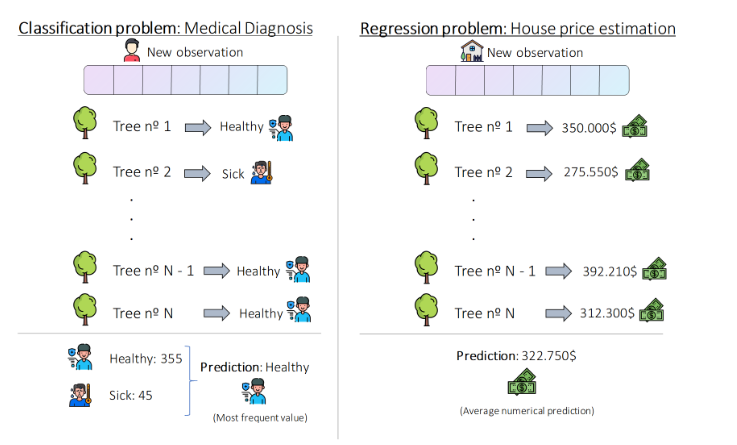 Classification problem: Medical Diagnosis
New observation
Tree nº 1
Healthy
Tree nº 2
Sick
.
.
.
Tree nº N - 1
Healthy
Tree nº N
Healthy
Healthy: 355
Sick: 45
Prediction: Healthy
(Most frequent value)
Regression problem: House price estimation
New observation
Tree nº 1
350.000$
Tree nº 2
275.550$
.
.
.
Tree nº N - 1
392.210$
Tree nº N
312.300$
Prediction: 322.750$
(Average numerical prediction)